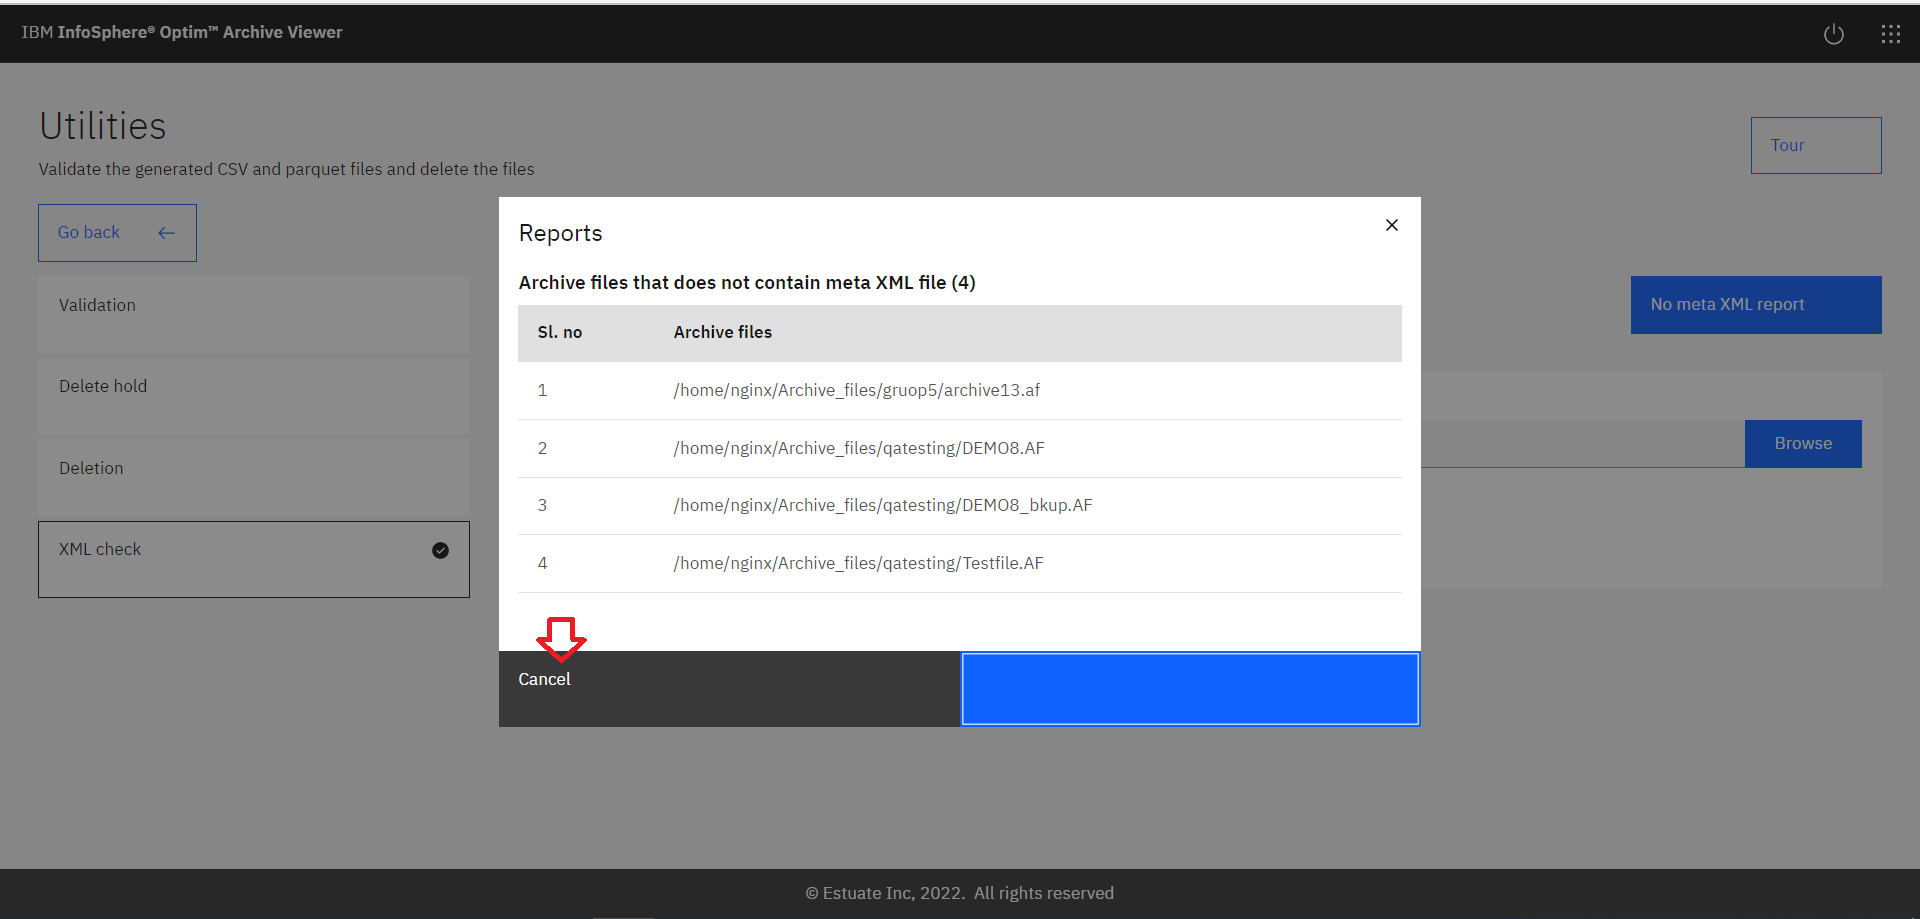 IBM InfoSphere® Optim™ Archive Viewer
Utilities
Validate the generated CSV and parquet files and delete the files
Tour
Go back
Validation
Delete hold
Deletion
XML check
No meta XML report
Browse
Reports
Archive files that does not contain meta XML file (4)
Sl. no Archive files
1 /home/nginx/Archive_files/gruop5/archive13.af
2 /home/nginx/Archive_files/qatesting/DEMO8.AF
3 /home/nginx/Archive_files/qatesting/DEMO8_bkup.AF
4 /home/nginx/Archive_files/qatesting/Testfile.AF
Cancel
© Estuate Inc, 2022. All rights reserved